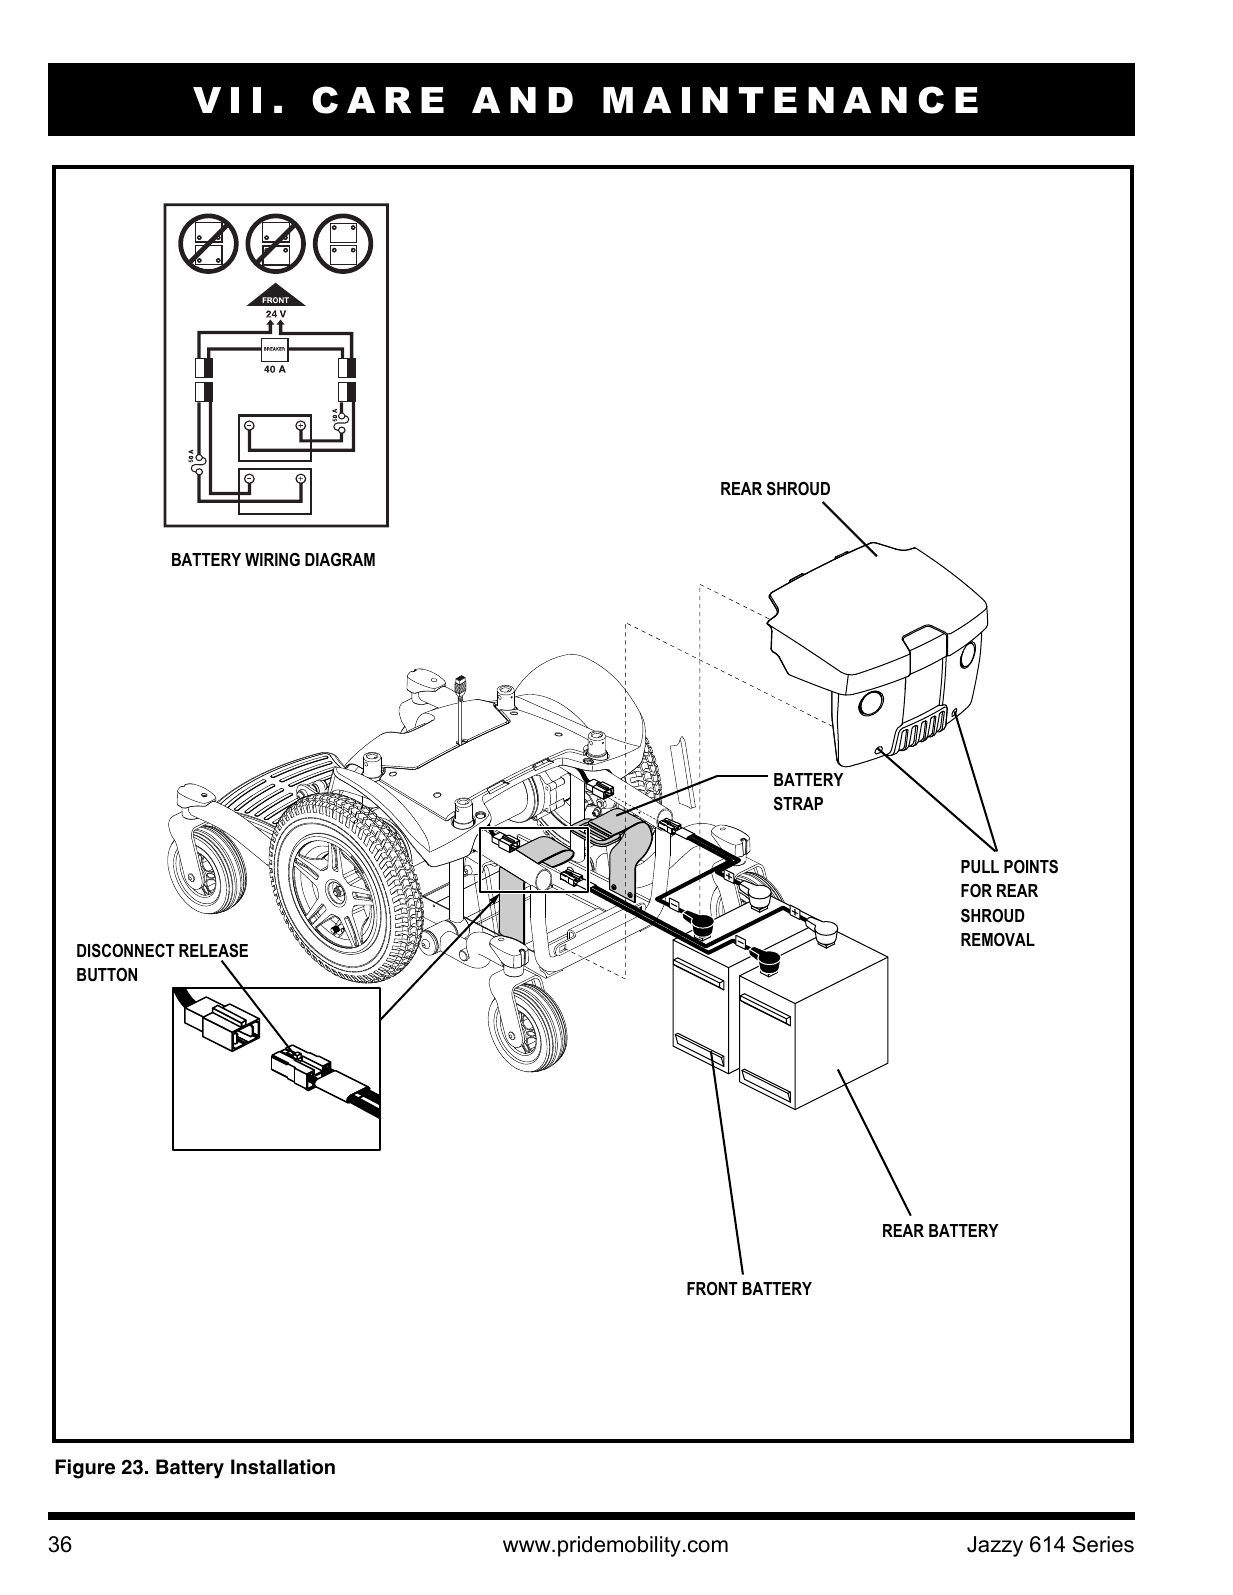 VII. CARE AND MAINTENANCE
FRONT
24 V
BREAKER
40 A
50 A
50 A
− +
− +
BATTERY WIRING DIAGRAM
REAR SHROUD
BATTERY
STRAP
PULL POINTS
FOR REAR
SHROUD
REMOVAL
+
−
+
−
DISCONNECT RELEASE
BUTTON
REAR BATTERY
FRONT BATTERY
Figure 23. Battery Installation
36 www.pridemobility.com Jazzy 614 Series